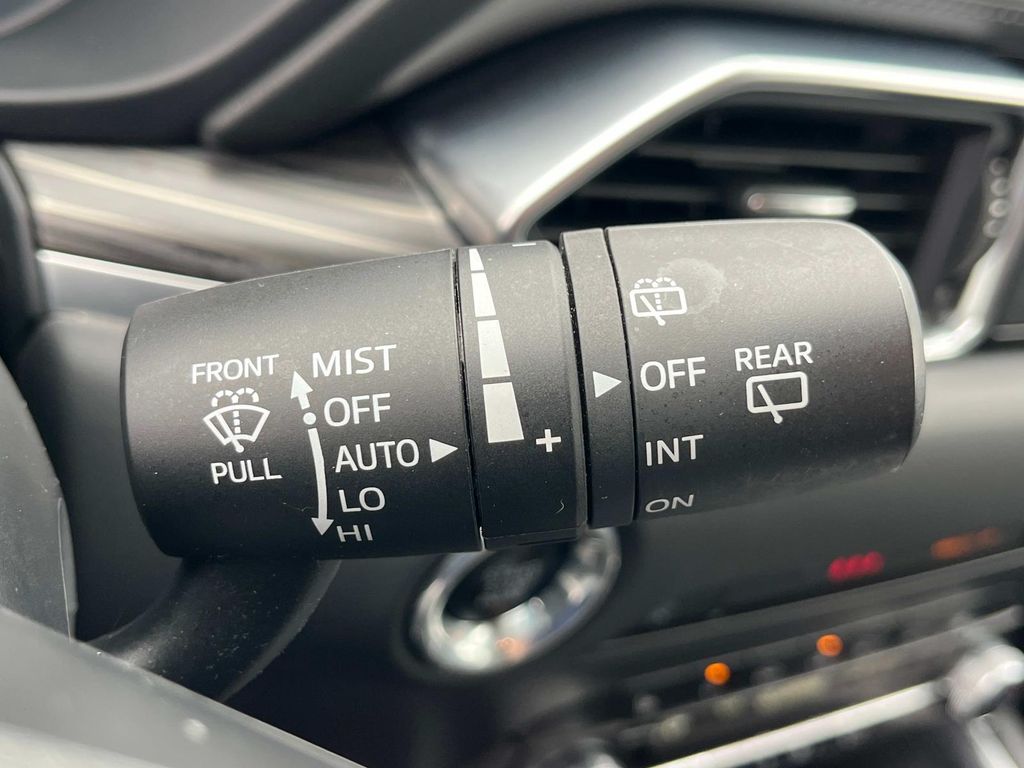 FRONT
PULL
MIST
OFF
AUTO
LO
HI
+
OFF
INT
ON
REAR